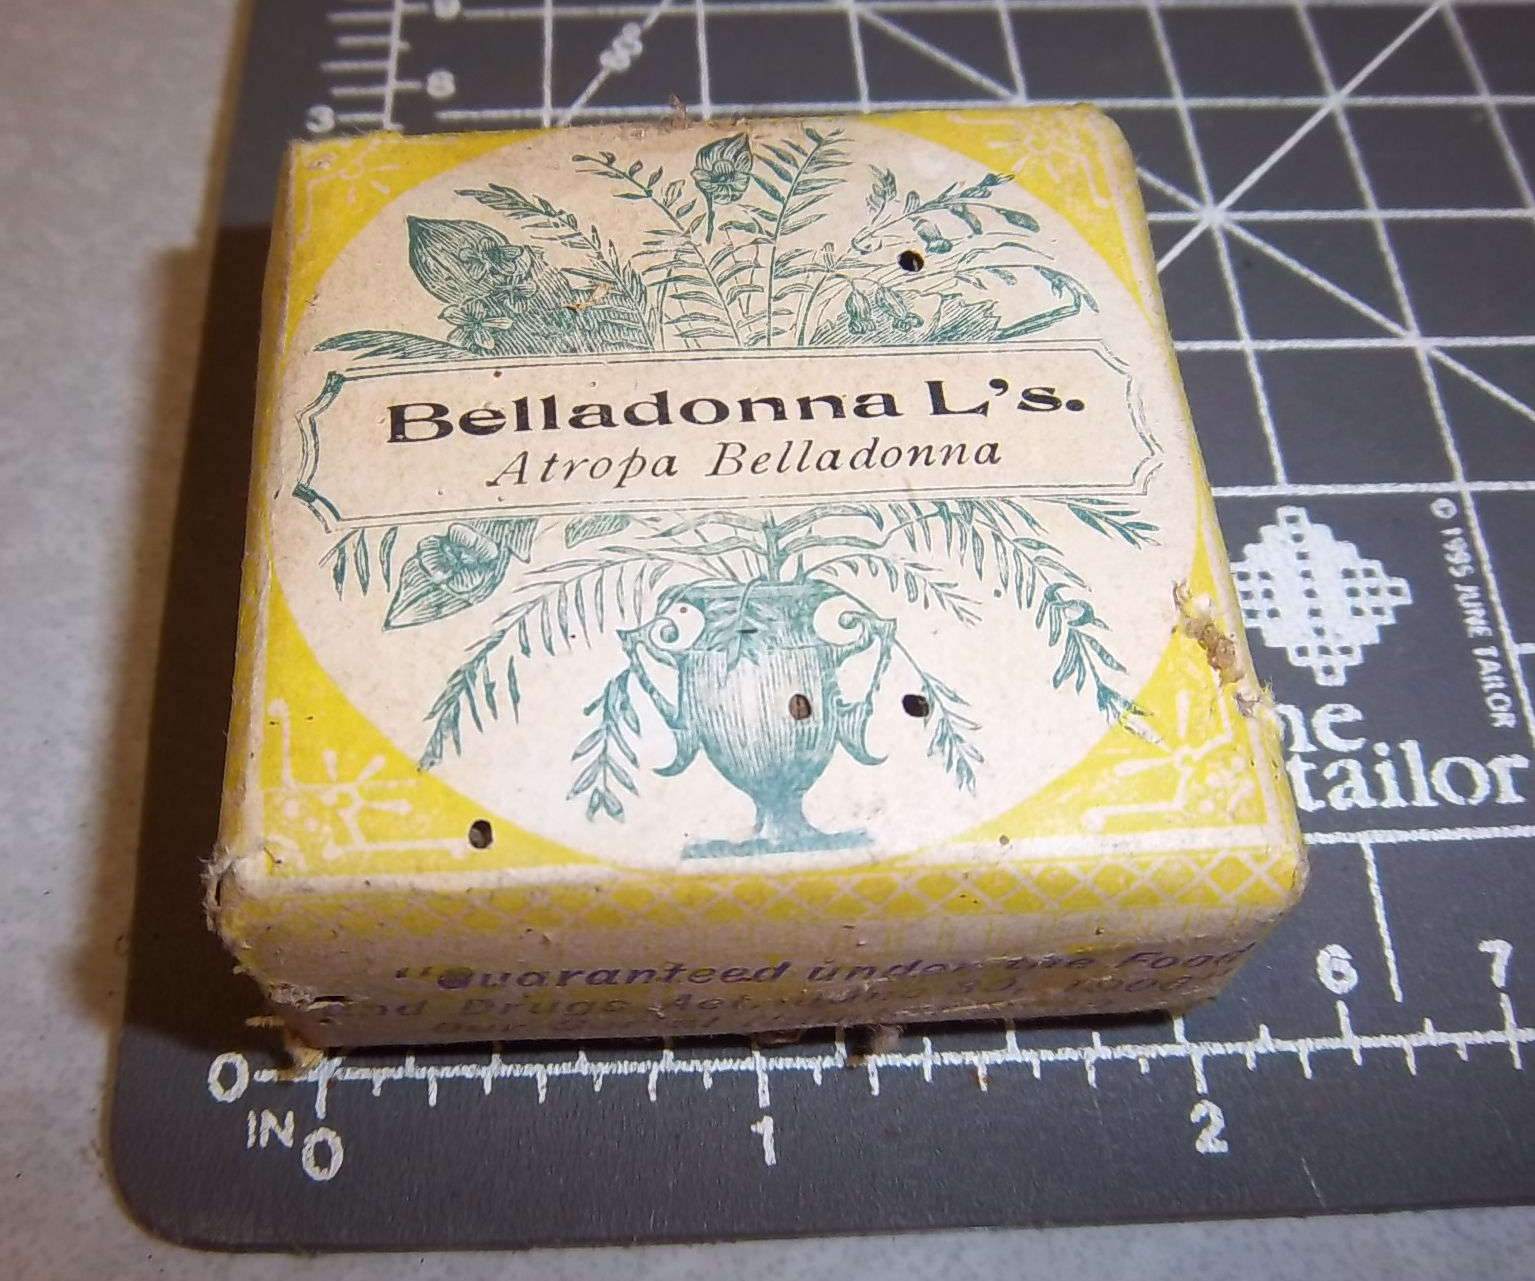 Belladonna L's.
Atropa Belladonna
"Guaranteed under the Food
and Drugs Act
© 1995 JUNE TAILOR
tailor
S
6
3
6 7
0
IN 0 1 2